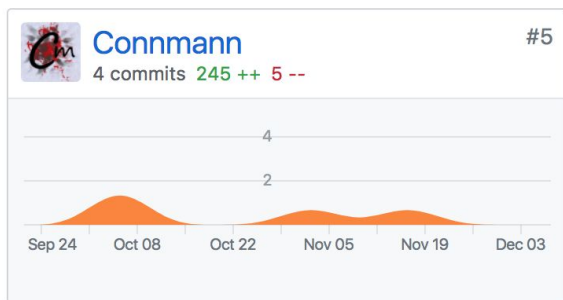 Connmann
#5
4 commits 245 ++ 5 --
4
2
Sep 24 Oct 08 Oct 22 Nov 05 Nov 19 Dec 03
Cm